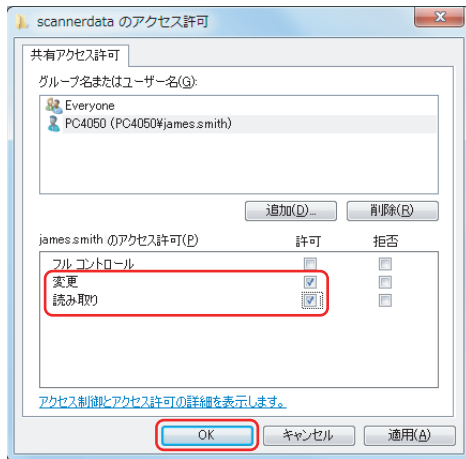 scannerdata のアクセス許可
共有アクセス許可
グループ名またはユーザー名(G):
Everyone
PC4050 (PC4050¥james.smith)
追加(D)... 削除(R)
james.smith のアクセス許可(P) 許可 拒否
フル コントロール
変更
読み取り
アクセス制御とアクセス許可の詳細を表示します。
OK キャンセル 適用(A)